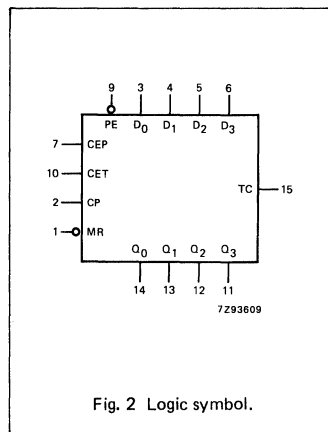 9 3 4 5 6
PE D0 D1 D2 D3
7 CEP
10 CET
TC 15
2 CP
1 MR
Q0 Q1 Q2 Q3
14 13 12 11
7Z93609
Fig. 2 Logic symbol.